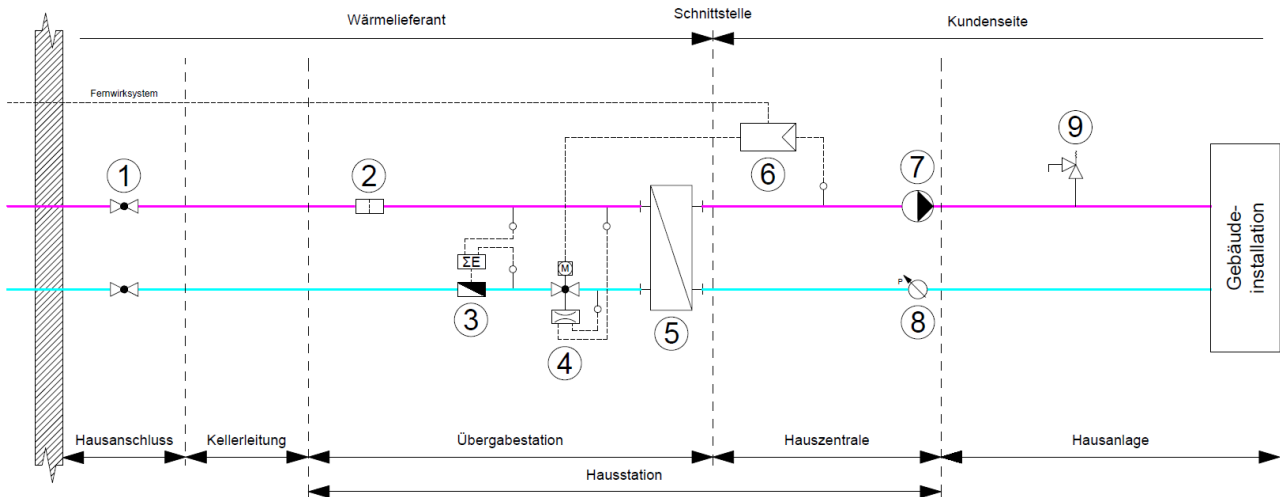 Wärmelieferant
Schnittstelle
Kundenseite
Fernwirksystem
1
2
ΣE
3
M
4
5
6
7
P
8
9
Gebäude-
installation
Hausanschluss
Kellerleitung
Übergabestation
Hauszentrale
Hausanlage
Hausstation